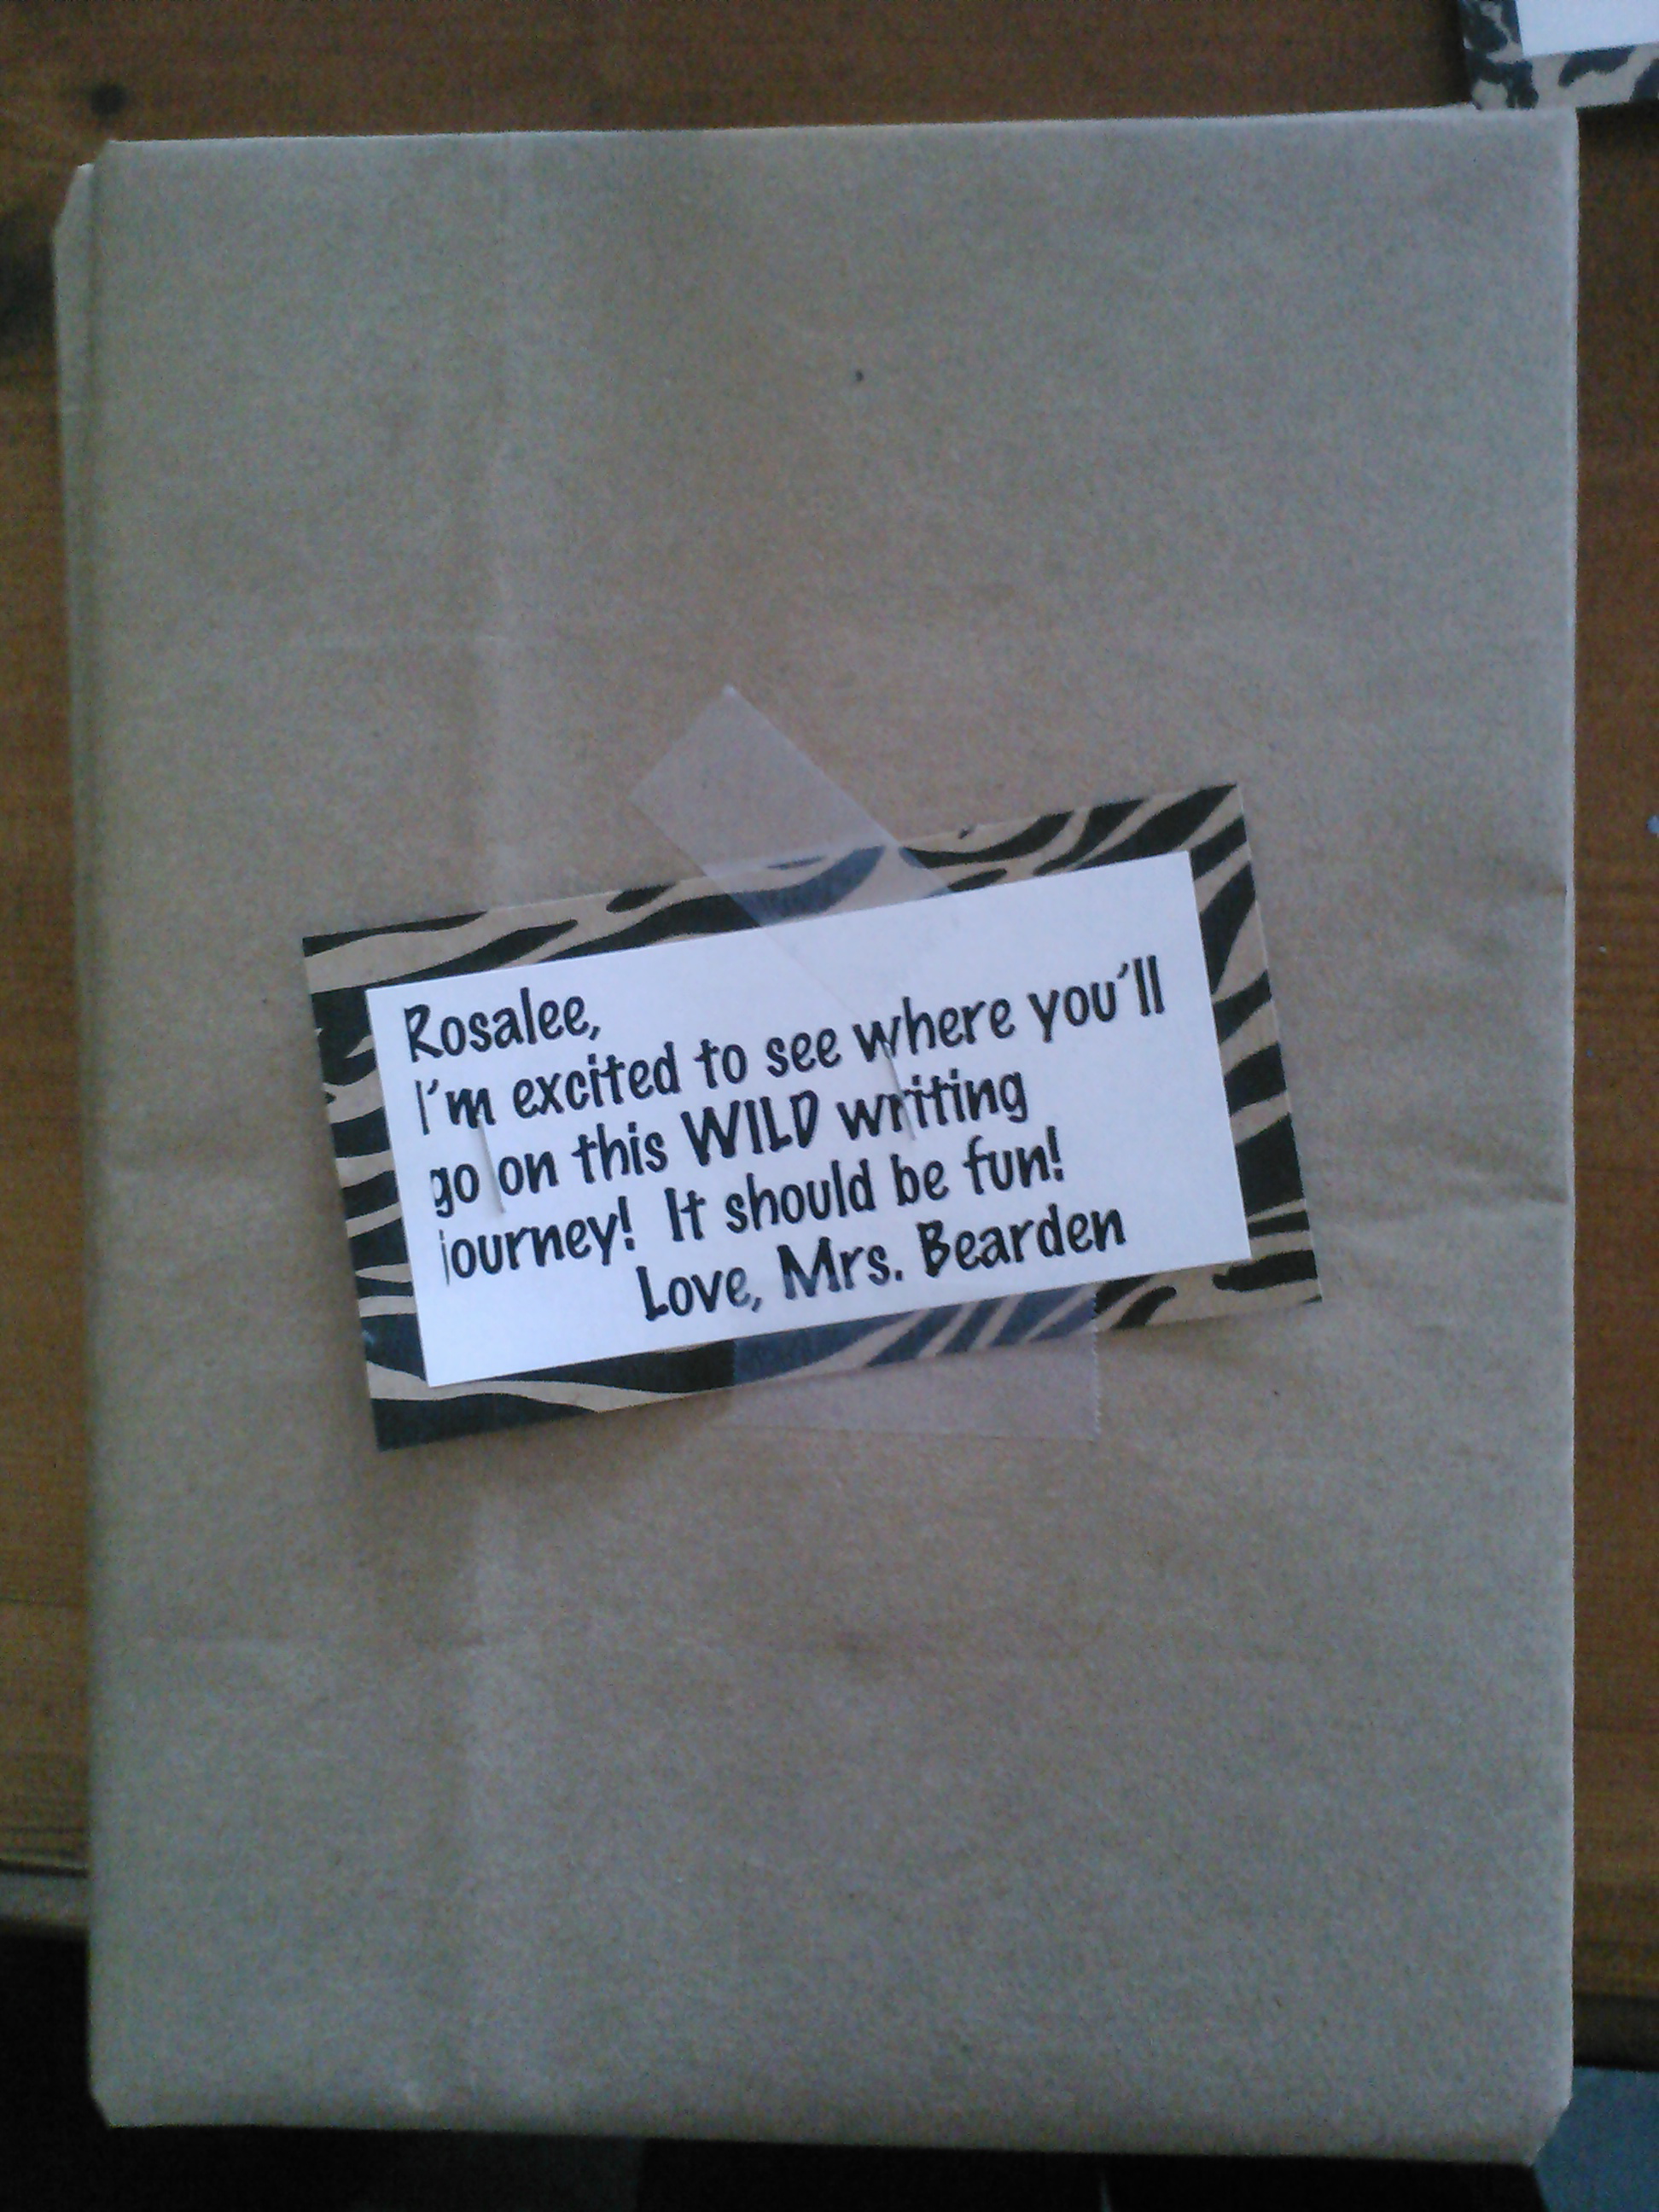 Rosalee,
I'm excited to see where you'll
go on this WILD writing
journey! It should be fun!
Love, Mrs. Bearden